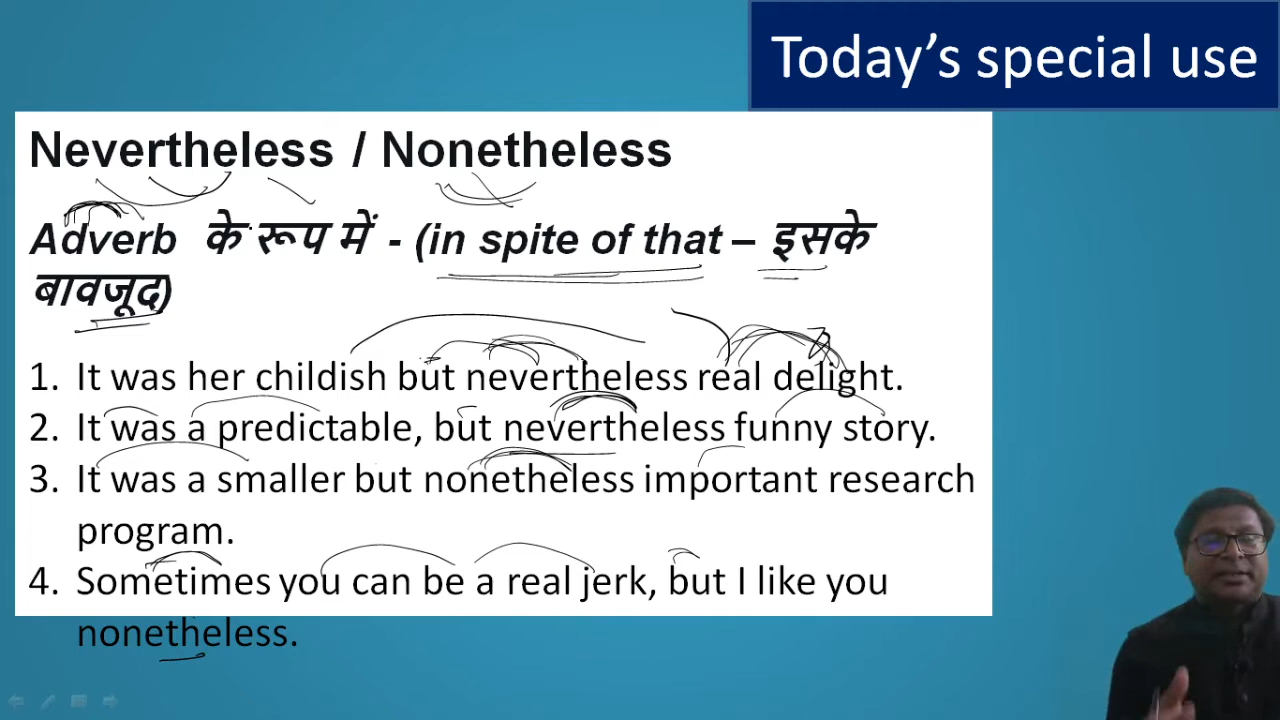 Today's special use
Nevertheless / Nonetheless
Adverb के रूप में - (in spite of that – इसके
बावजूद)
1. It was her childish but nevertheless real delight.
2. It was a predictable, but nevertheless funny story.
3. It was a smaller but nonetheless important research
program.
4. Sometimes you can be a real jerk, but I like you
nonetheless.